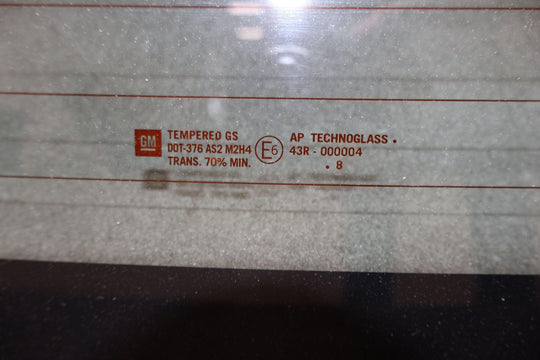 GM
TEMPERED GS
DOT-376 AS2 M2H4
TRANS. 70% MIN.
E6
AP TECHNOGLASS .
43R - 000004
. 8